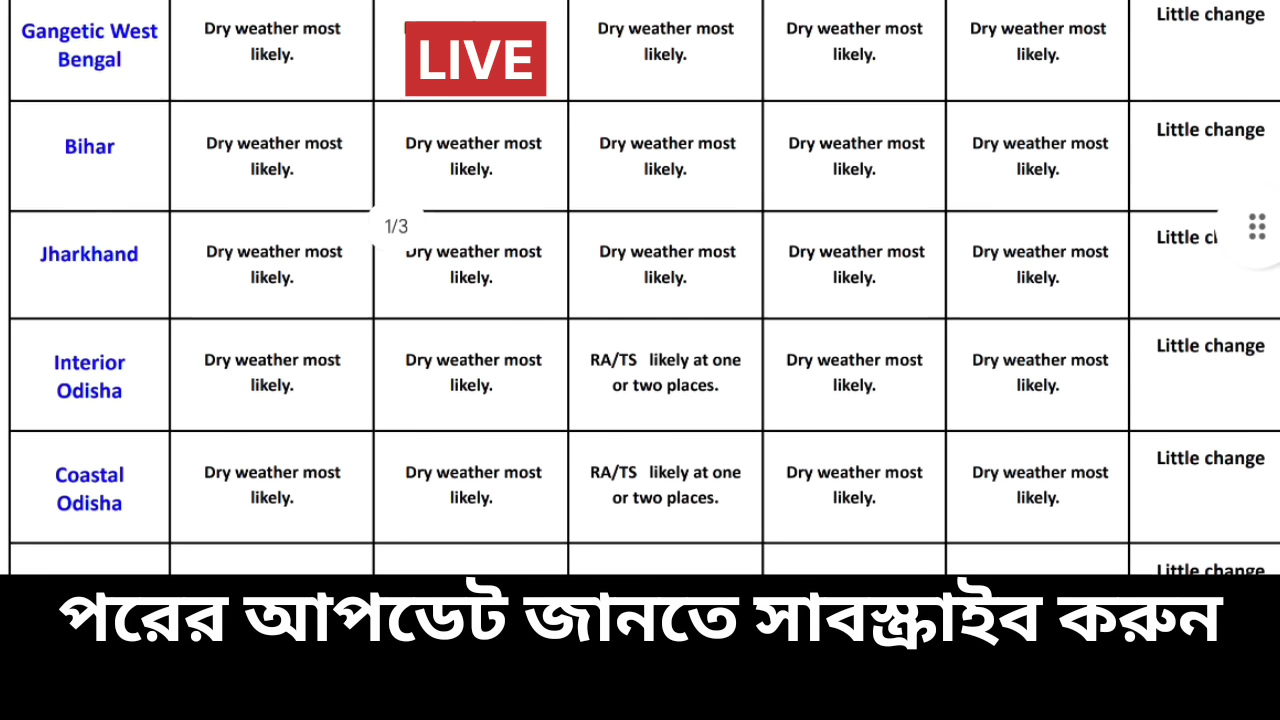 Gangetic West
Bengal
Dry weather most
likely.
LIVE
Dry weather most
likely.
Dry weather most
likely.
Dry weather most
likely.
Little change
Bihar
Dry weather most
likely.
Dry weather most
likely.
Dry weather most
likely.
Dry weather most
likely.
Dry weather most
likely.
Little change
1/3
Jharkhand
Dry weather most
likely.
Dry weather most
likely.
Dry weather most
likely.
Dry weather most
likely.
Dry weather most
likely.
Little
Interior
Odisha
Dry weather most
likely.
Dry weather most
likely.
RA/TS likely at one
or two places.
Dry weather most
likely.
Dry weather most
likely.
Little change
Coastal
Odisha
Dry weather most
likely.
Dry weather most
likely.
RA/TS likely at one
or two places.
Dry weather most
likely.
Dry weather most
likely.
Little change
Little change
পরের আপডেট জানতে সাবস্ক্রাইব করুন